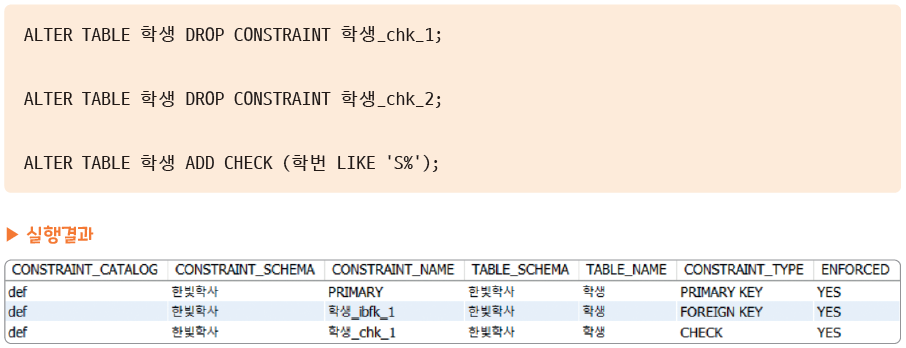 ALTER TABLE 학생 DROP CONSTRAINT 학생_chk_1;
ALTER TABLE 학생 DROP CONSTRAINT 학생_chk_2;
ALTER TABLE 학생 ADD CHECK (학번 LIKE 'S%');
▶ 실행결과
CONSTRAINT_CATALOG CONSTRAINT_SCHEMA CONSTRAINT_NAME TABLE_SCHEMA TABLE_NAME CONSTRAINT_TYPE ENFORCED
def 한빛학사 PRIMARY 한빛학사 학생 PRIMARY KEY YES
def 한빛학사 학생_ibfk_1 한빛학사 학생 FOREIGN KEY YES
def 한빛학사 학생_chk_1 한빛학사 학생 CHECK YES